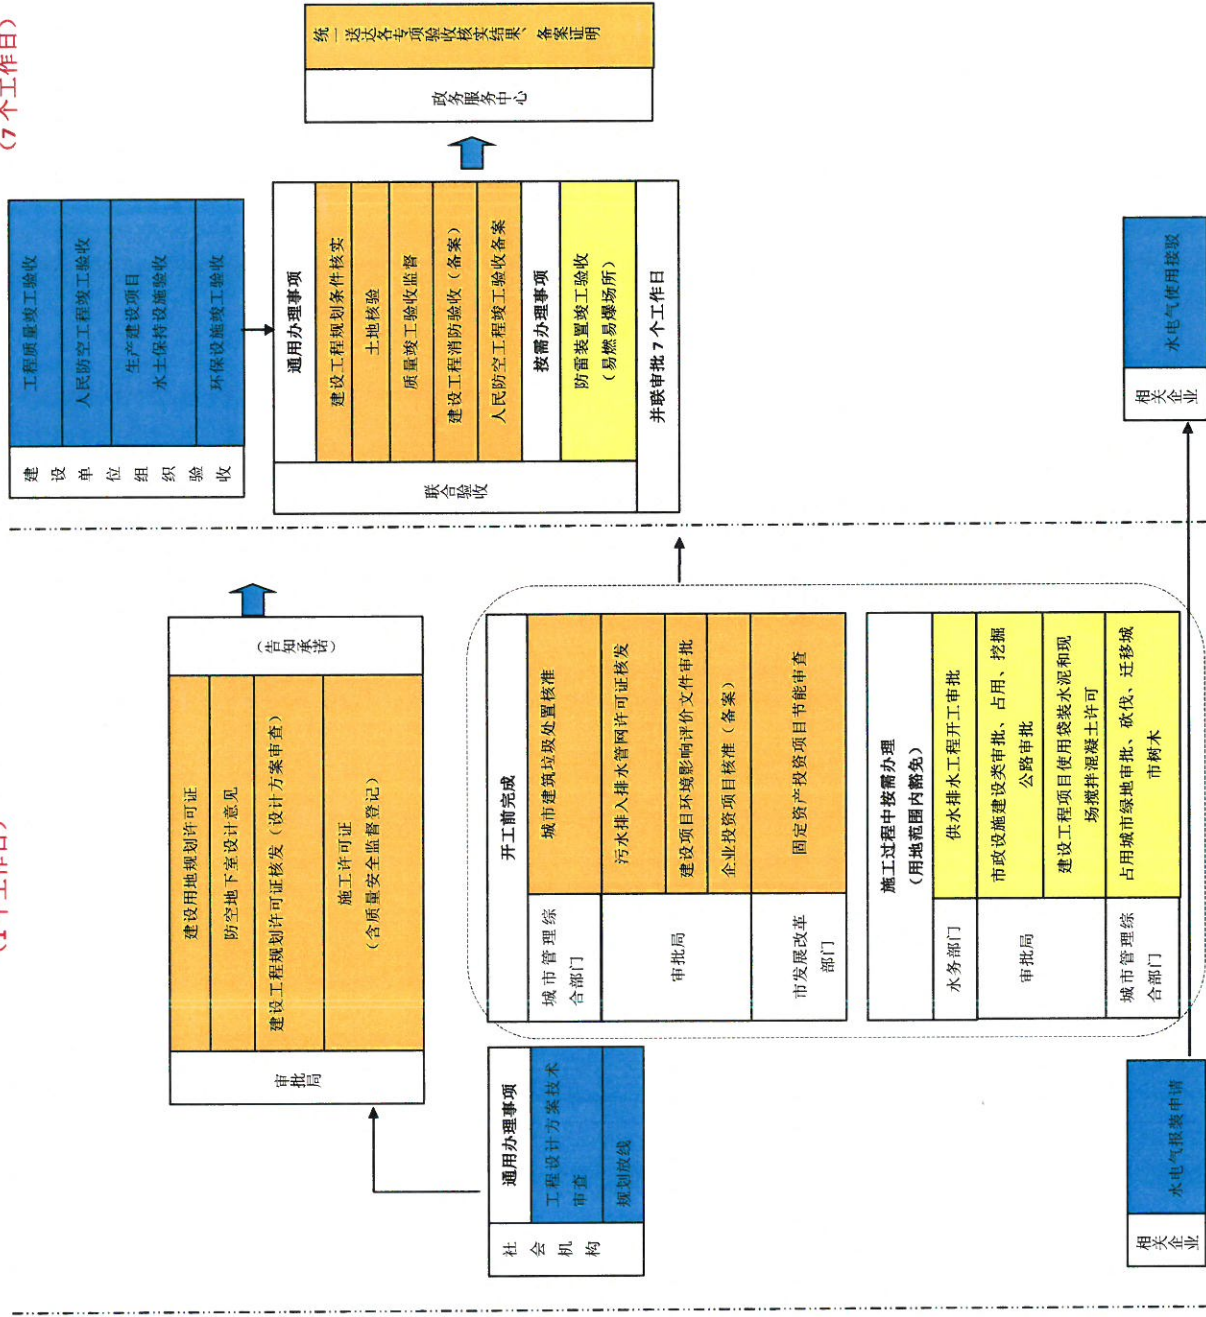 （1个工作日）
（7个工作日）
审批局
建设用地规划许可证
防空地下室设计意见
建设工程规划许可证核发（设计方案审查）
施工许可证
（含质量安全监督登记）
（告知承诺）
社会机构
通用办理事项
工程设计方案技术
审查
规划放线
开工前完成
城市管理综
合部门
城市建筑垃圾处置核准
审批局
污水排入排水管网许可证核发
建设项目环境影响评价文件审批
企业投资项目核准（备案）
市发展改革
部门
固定资产投资项目节能审查
施工过程中按需办理
（用地范围内豁免）
水务部门
供水排水工程开工审批
审批局
市政设施建设类审批、占用、挖掘
公路审批
建设工程项目使用袋装水泥和现
场搅拌混凝土许可
城市管理综
合部门
占用城市绿地审批、砍伐、迁移城
市树木
相关企业
水电气报装申请
建设单位组织验收
工程质量竣工验收
人民防空工程竣工验收
生产建设项目
水土保持设施验收
环保设施竣工验收
联合验收
通用办理事项
建设工程规划条件核实
土地核验
质量竣工验收监督
建设工程消防验收（备案）
人民防空工程竣工验收备案
按需办理事项
防雷装置竣工验收
（易燃易爆场所）
并联审批7个工作日
政务服务中心
统一送达各专项验收核实结果、备案证明
相关企业
水电气使用接驳